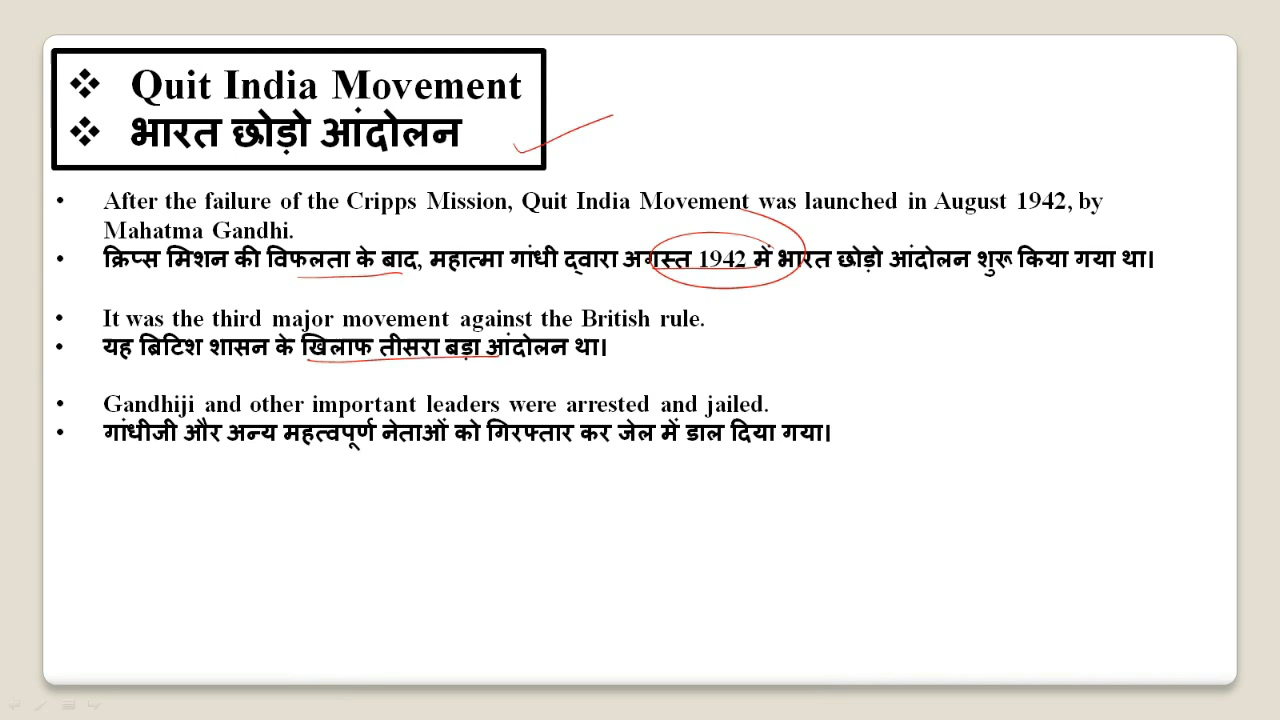 ❖ Quit India Movement
❖ भारत छोड़ो आंदोलन
• After the failure of the Cripps Mission, Quit India Movement was launched in August 1942, by
Mahatma Gandhi.
• क्रिप्स मिशन की विफलता के बाद, महात्मा गांधी द्वारा अगस्त 1942 में भारत छोड़ो आंदोलन शुरू किया गया था।
• It was the third major movement against the British rule.
• यह ब्रिटिश शासन के खिलाफ तीसरा बड़ा आंदोलन था।
• Gandhiji and other important leaders were arrested and jailed.
• गांधीजी और अन्य महत्वपूर्ण नेताओं को गिरफ्तार कर जेल में डाल दिया गया।